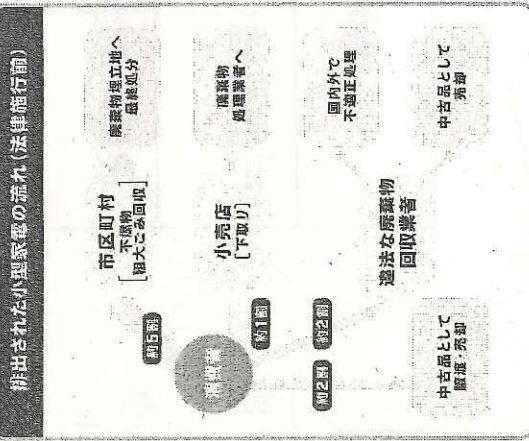 排出された小型家電の流れ(法律施行前)
約5割
市区町村
不燃物
[粗大ごみ回収]
廃棄物埋立地へ
最終処分
約1割
小売店
[下取り]
廃棄物
処理業者へ
約2割
違法な廃棄物
回収業者
国内外で
不適正処理
中古品として
売却
約2割
中古品として
譲渡・売却